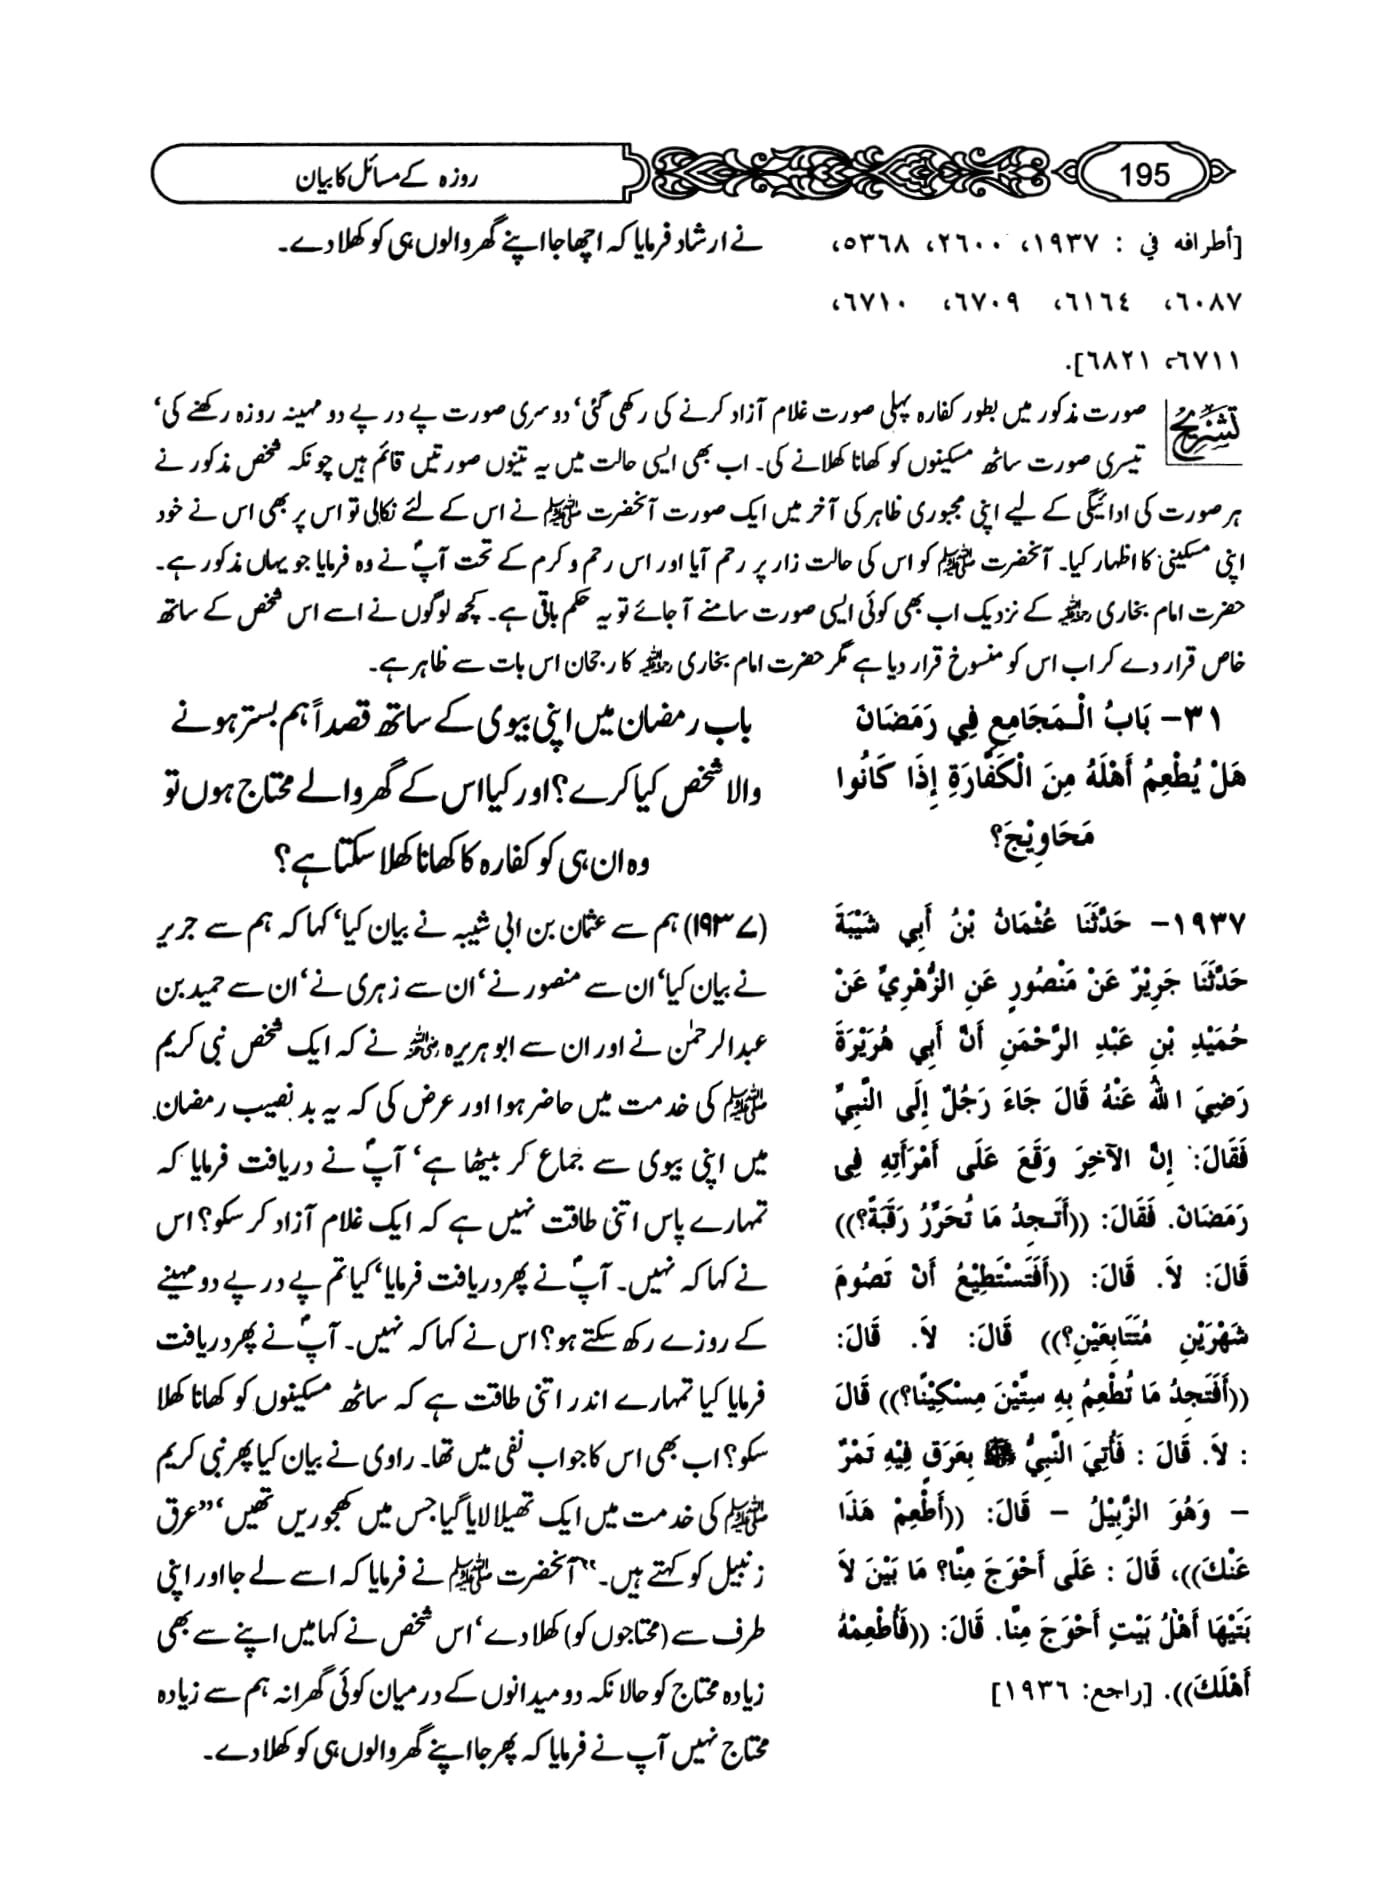 195
روزہ کے مسائل کا بیان
[أطرافه في : ١٩٣٧، ٢٦٠٠، ٥٣٦٨،
٦٠٨٧، ٦١٦٤، ٦٧٠٩، ٦٧١٠،
٦٧١١، ٦٨٢١].
نے ارشاد فرمایا کہ اچھا جا اپنے گھر والوں ہی کو کھلا دے۔
تشریح صورت مذکور میں بطور کفارہ پہلی صورت غلام آزاد کرنے کی رکھی گئی‘ دوسری صورت پے در پے دو مہینہ روزہ رکھنے کی‘
تیسری صورت ساٹھ مسکینوں کو کھانا کھلانے کی۔ اب بھی ایسی حالت میں یہ تینوں صورتیں قائم ہیں چونکہ شخص مذکور نے
ہر صورت کی ادائیگی کے لیے اپنی مجبوری ظاہر کی آخر میں ایک صورت آنحضرت ﷺ نے اس کے لئے نکالی تو اس پر بھی اس نے خود
اپنی مسکینی کا اظہار کیا۔ آنحضرت ﷺ کو اس کی حالت زار پر رحم آیا اور اس رحم و کرم کے تحت آپؐ نے وہ فرمایا جو یہاں مذکور ہے۔
حضرت امام بخاری رحمۃ اللہ علیہ کے نزدیک اب بھی کوئی ایسی صورت سامنے آ جائے تو یہ حکم باقی ہے۔ کچھ لوگوں نے اسے اس شخص کے ساتھ
خاص قرار دے کر اب اس کو منسوخ قرار دیا ہے مگر حضرت امام بخاری رحمۃ اللہ علیہ کا رجحان اس بات سے ظاہر ہے۔
٣١- بَابُ الْـمَجَامِعِ فِي رَمَضَانَ
هَلْ يُطْعِمُ أَهْلَهُ مِنَ الْكَفَّارَةِ إِذَا كَانُوا
مَحَاوِيْجَ؟
باب رمضان میں اپنی بیوی کے ساتھ قصداً ہم بستر ہونے
والا شخص کیا کرے؟ اور کیا اس کے گھر والے محتاج ہوں تو
وہ ان ہی کو کفارہ کا کھانا کھلا سکتا ہے؟
١٩٣٧- حَدَّثَنَا عُثْمَانُ بْنُ أَبِي شَيْبَةَ
حَدَّثَنَا جَرِيْرٌ عَنْ مَنْصُورٍ عَنِ الزُّهْرِيِّ عَنْ
حُمَيْدِ بْنِ عَبْدِ الرَّحْمَنِ أَنَّ أَبِي هُرَيْرَةَ
رَضِيَ اللهُ عَنْهُ قَالَ جَاءَ رَجُلٌ إِلَى النَّبِيِّ
فَقَالَ: إِنَّ الآخِرَ وَقَعَ عَلَى أَمْرَأَتِهِ فِى
رَمَضَانَ. فَقَالَ: ((أَتَـجِدُ مَا تُحَرِّرُ رَقَبَةً؟))
قَالَ: لاَ. قَالَ: ((أَفَتَسْتَطِيْعُ أَنْ تَصُومَ
شَهْرَيْنِ مُتَتَابِعَيْنِ؟)) قَالَ: لاَ. قَالَ:
((أَفَتَجِدُ مَا تُطْعِمُ بِهِ سِتِّيْنَ مِسْكِيْنًا؟)) قَالَ
: لاَ. قَالَ : فَأُتِيَ النَّبِيُّ ﷺ بِعَرَقٍ فِيْهِ تَمْرٌ
– وَهُوَ الزَّبِيْلُ – قَالَ: ((أَطْعِمْ هَذَا
عَنْكَ))، قَالَ : عَلَى أَحْوَجَ مِنَّا؟ مَا بَيْنَ لاَ
بَتَيْهَا أَهْلُ بَيْتٍ أَحْوَجَ مِنَّا. قَالَ: ((فَأَطْعِمْهُ
أَهْلَكَ)). [راجع: ١٩٣٦]
(۱۹۳۷) ہم سے عثمان بن ابی شیبہ نے بیان کیا‘ کہا کہ ہم سے جریر
نے بیان کیا‘ ان سے منصور نے‘ ان سے زہری نے‘ ان سے حمید بن
عبدالرحمٰن نے اور ان سے ابو ہریرہ رضی اللہ عنہ نے کہ ایک شخص نبی کریم
ﷺ کی خدمت میں حاضر ہوا اور عرض کی کہ یہ بد نصیب رمضان
میں اپنی بیوی سے جماع کر بیٹھا ہے‘ آپؐ نے دریافت فرمایا کہ
تمہارے پاس اتنی طاقت نہیں ہے کہ ایک غلام آزاد کر سکو؟ اس
نے کہا کہ نہیں۔ آپؐ نے پھر دریافت فرمایا‘ کیا تم پے در پے دو مہینے
کے روزے رکھ سکتے ہو؟ اس نے کہا کہ نہیں۔ آپؐ نے پھر دریافت
فرمایا کیا تمہارے اندر اتنی طاقت ہے کہ ساٹھ مسکینوں کو کھانا کھلا
سکو؟ اب بھی اس کا جواب نفی میں تھا۔ راوی نے بیان کیا پھر نبی کریم
ﷺ کی خدمت میں ایک تھیلا لایا گیا جس میں کھجوریں تھیں ‘ ”عرق
زنبیل کو کہتے ہیں۔“ آنحضرت ﷺ نے فرمایا کہ اسے لے جا اور اپنی
طرف سے (محتاجوں کو) کھلا دے‘ اس شخص نے کہا میں اپنے سے بھی
زیادہ محتاج کو حالانکہ دو میدانوں کے درمیان کوئی گھرانہ ہم سے زیادہ
محتاج نہیں آپ نے فرمایا کہ پھر جا اپنے گھر والوں ہی کو کھلا دے۔